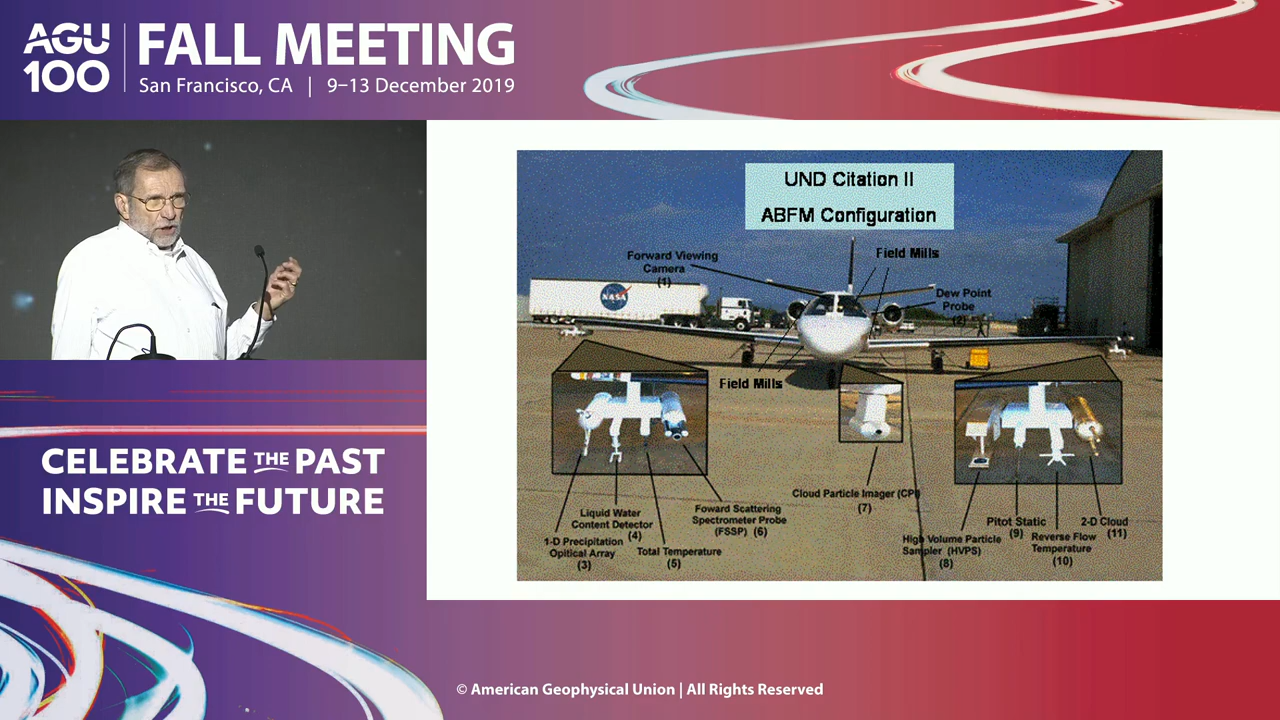 AGU
100
FALL MEETING
San Francisco, CA | 9–13 December 2019
UND Citation II
ABFM Configuration
Forward Viewing
Camera
(1)
Field Mills
Dew Point
Probe
(2)
NASA
Field Mills
Liquid Water
Content Detector
(4)
1-D Precipitation
Opitical Array
(3)
Total Temperature
(5)
Foward Scattering
Spectrometer Probe
(FSSP) (6)
Cloud Particle Imager (CPI)
(7)
High Volume Particle
Sampler (HVPS)
(8)
Pitot Static
(9)
Reverse Flow
Temperature
(10)
2-D Cloud
(11)
CELEBRATE THE PAST
INSPIRE THE FUTURE
© American Geophysical Union | All Rights Reserved